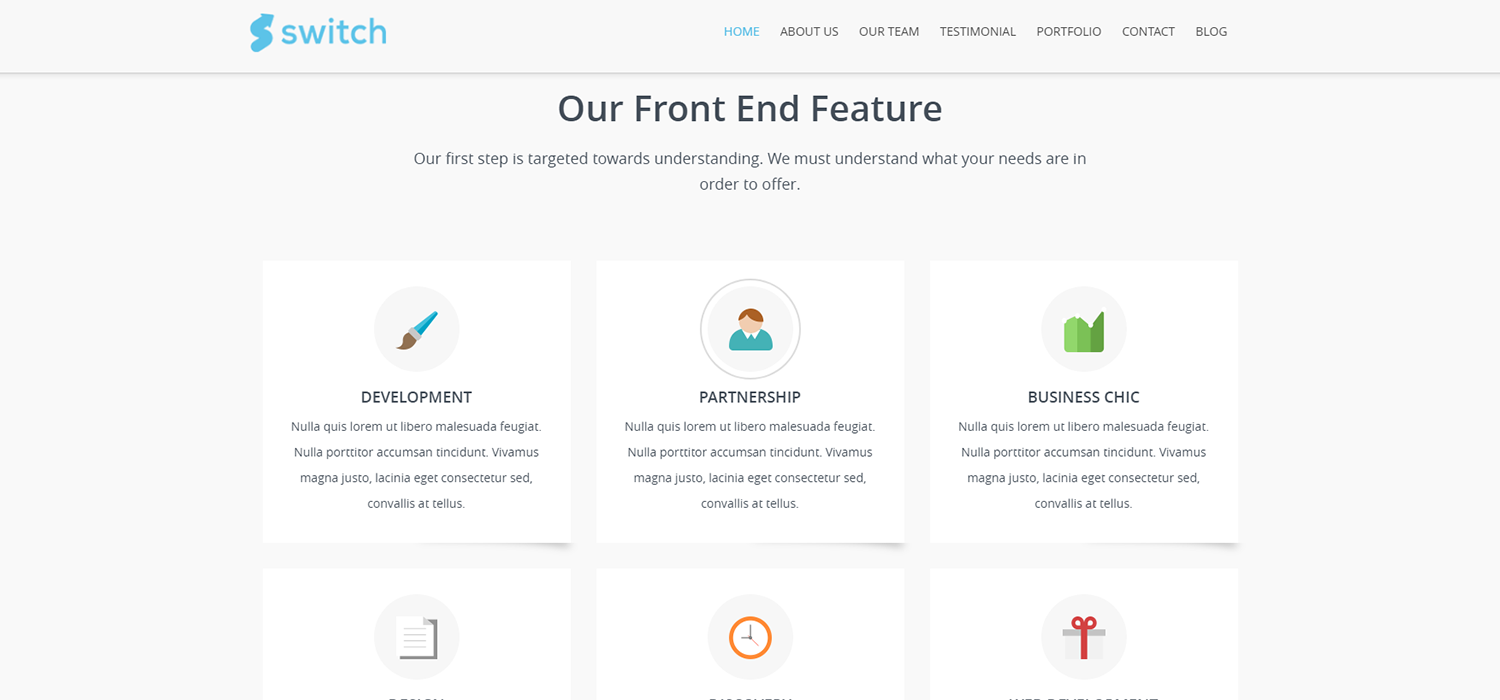 switch
HOME ABOUT US OUR TEAM TESTIMONIAL PORTFOLIO CONTACT BLOG
Our Front End Feature
Our first step is targeted towards understanding. We must understand what your needs are in
order to offer.
DEVELOPMENT
Nulla quis lorem ut libero malesuada feugiat.
Nulla porttitor accumsan tincidunt. Vivamus
magna justo, lacinia eget consectetur sed,
convallis at tellus.
PARTNERSHIP
Nulla quis lorem ut libero malesuada feugiat.
Nulla porttitor accumsan tincidunt. Vivamus
magna justo, lacinia eget consectetur sed,
convallis at tellus.
BUSINESS CHIC
Nulla quis lorem ut libero malesuada feugiat.
Nulla porttitor accumsan tincidunt. Vivamus
magna justo, lacinia eget consectetur sed,
convallis at tellus.